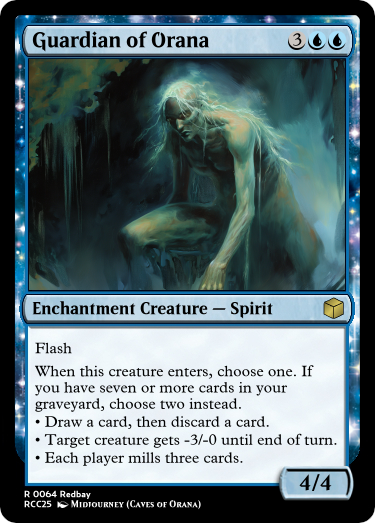 Guardian of Orana 3
Enchantment Creature — Spirit
Flash
When this creature enters, choose one. If
you have seven or more cards in your
graveyard, choose two instead.
• Draw a card, then discard a card.
• Target creature gets -3/-0 until end of turn.
• Each player mills three cards.
4/4
R 0064 Redbay
RCC25 Midjourney (Caves of Orana)